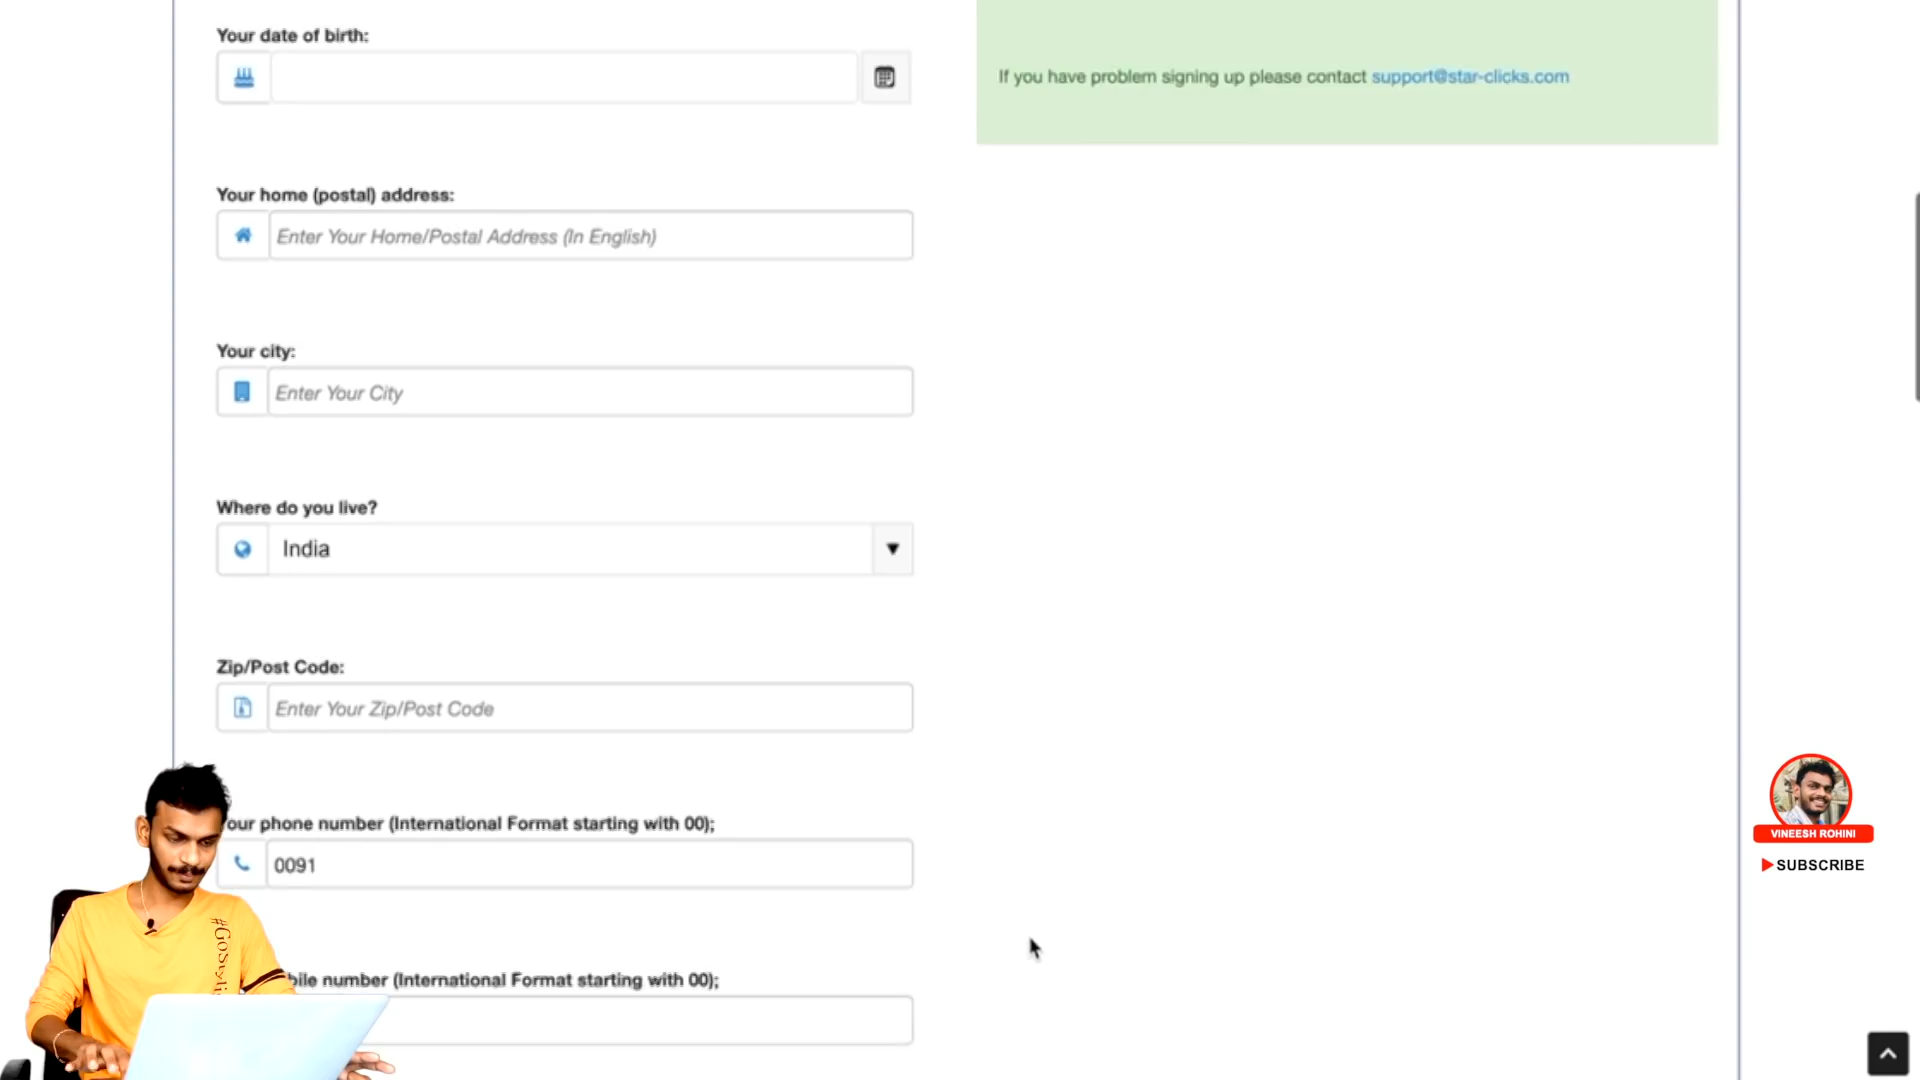 Your date of birth:
If you have problem signing up please contact support@star-clicks.com
Your home (postal) address:
Enter Your Home/Postal Address (In English)
Your city:
Enter Your City
Where do you live?
India
Zip/Post Code:
Enter Your Zip/Post Code
our phone number (International Format starting with 00);
0091
bile number (International Format starting with 00);
#GoStyli
VINEESH ROHINI
SUBSCRIBE